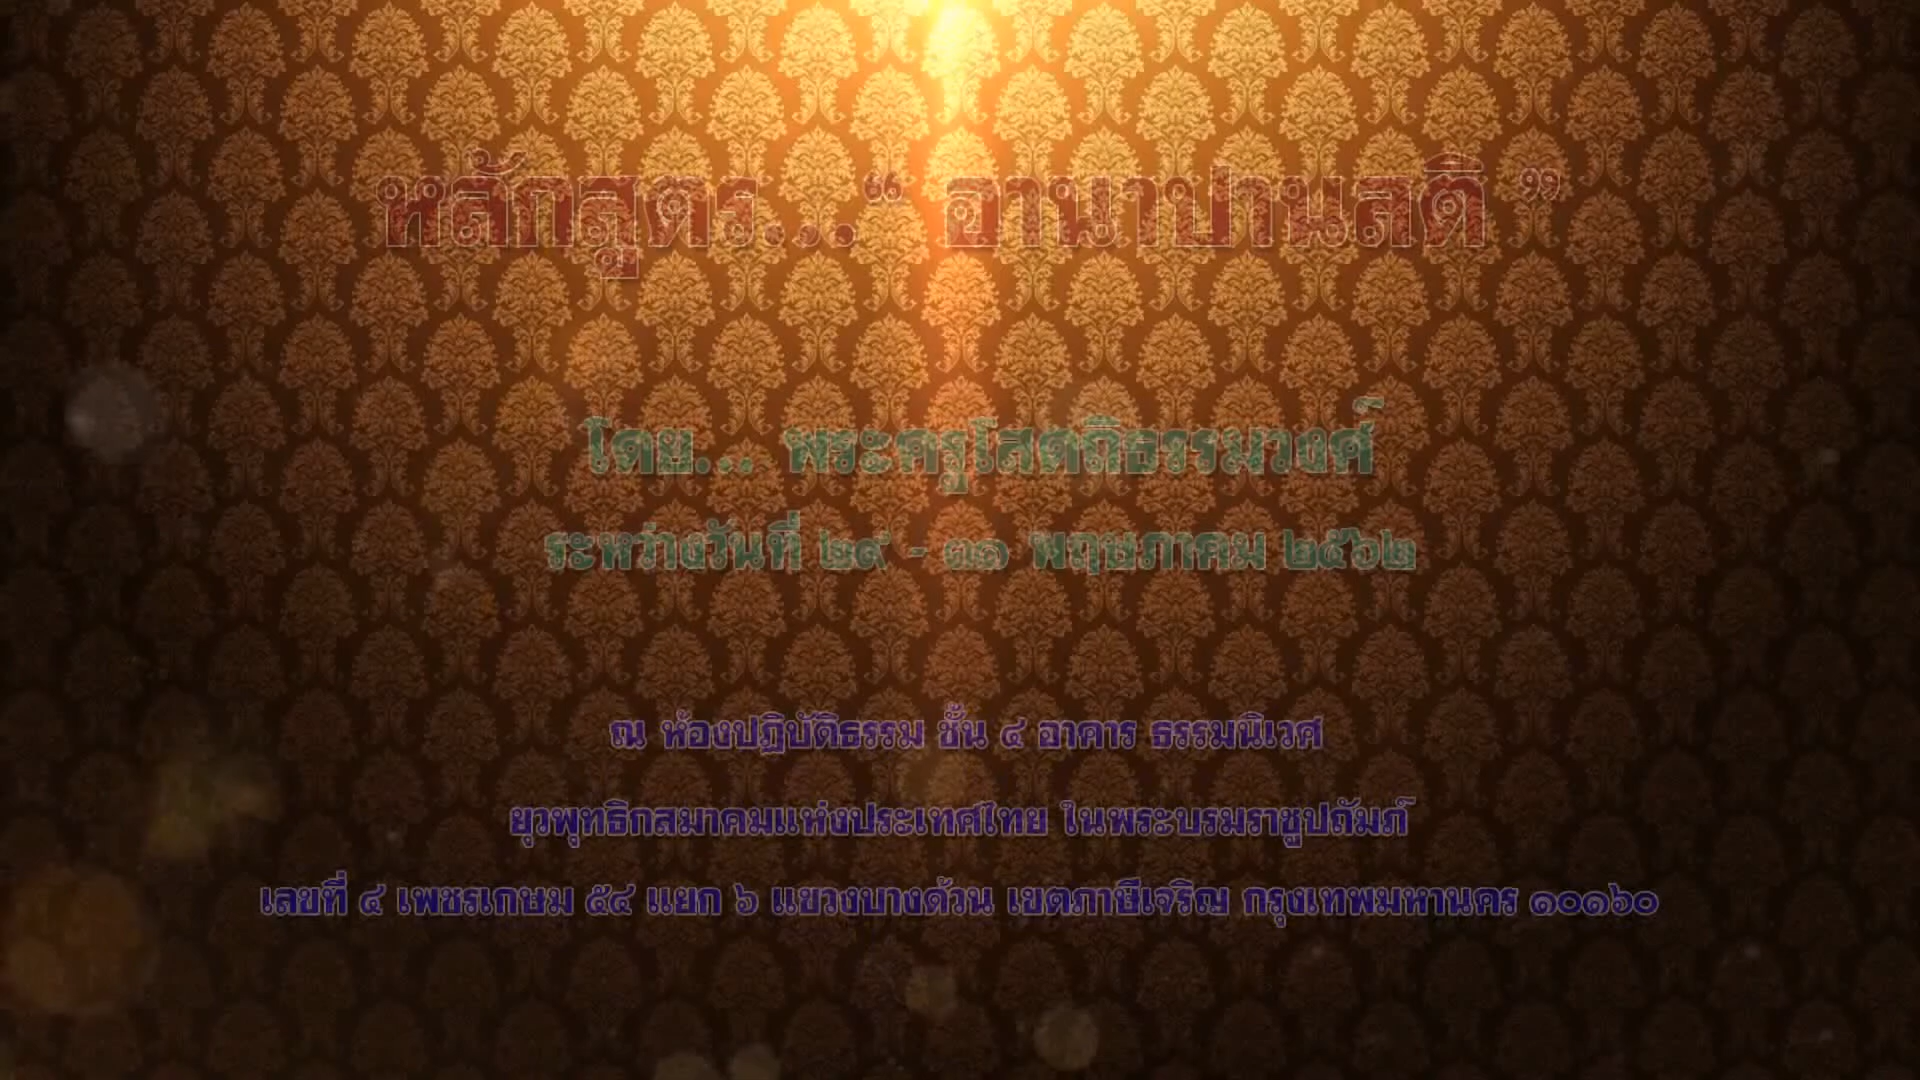 หลักสูตร...“ อานาปานสติ ”
โดย... พระครูโสตถิธรรมวงศ์
ระหว่างวันที่ ๒๙ - ๓๑ พฤษภาคม ๒๕๖๒
ณ ห้องปฏิบัติธรรม ชั้น ๔ อาคาร ธรรมนิเวศ
ยุวพุทธิกสมาคมแห่งประเทศไทย ในพระบรมราชูปถัมภ์
เลขที่ ๔ เพชรเกษม ๕๔ แยก ๖ แขวงบางด้วน เขตภาษีเจริญ กรุงเทพมหานคร ๑๐๑๖๐